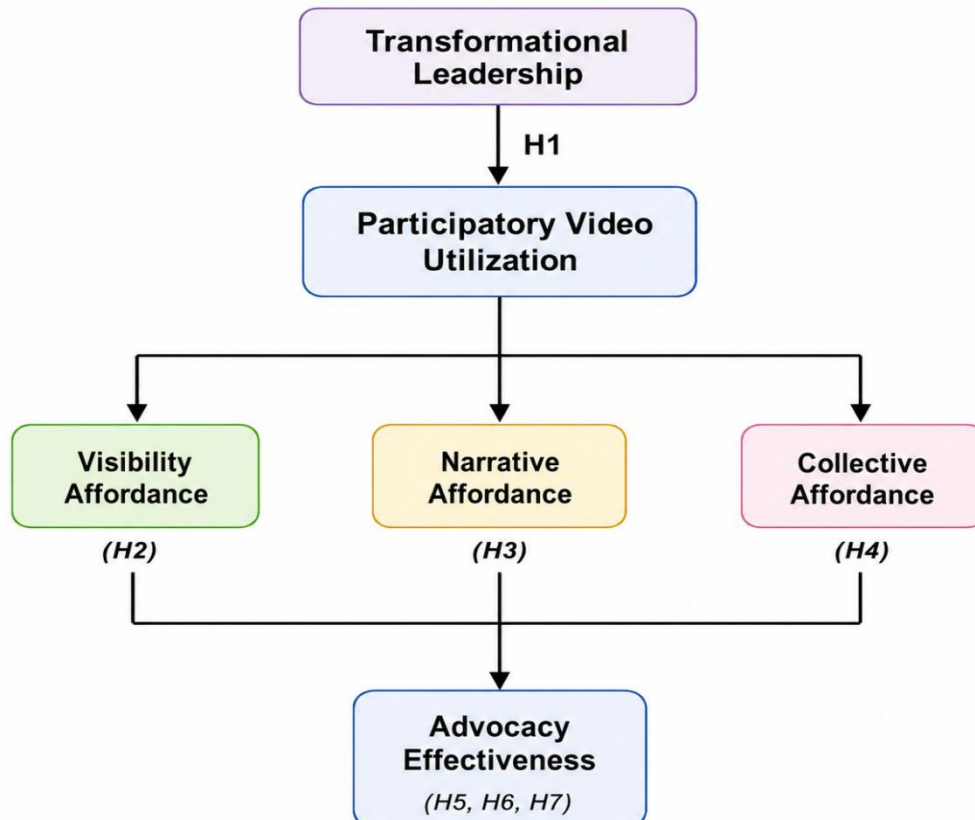 Transformational
Leadership
H1
Participatory Video
Utilization
Visibility
Affordance
(H2)
Narrative
Affordance
(H3)
Collective
Affordance
(H4)
Advocacy
Effectiveness
(H5, H6, H7)